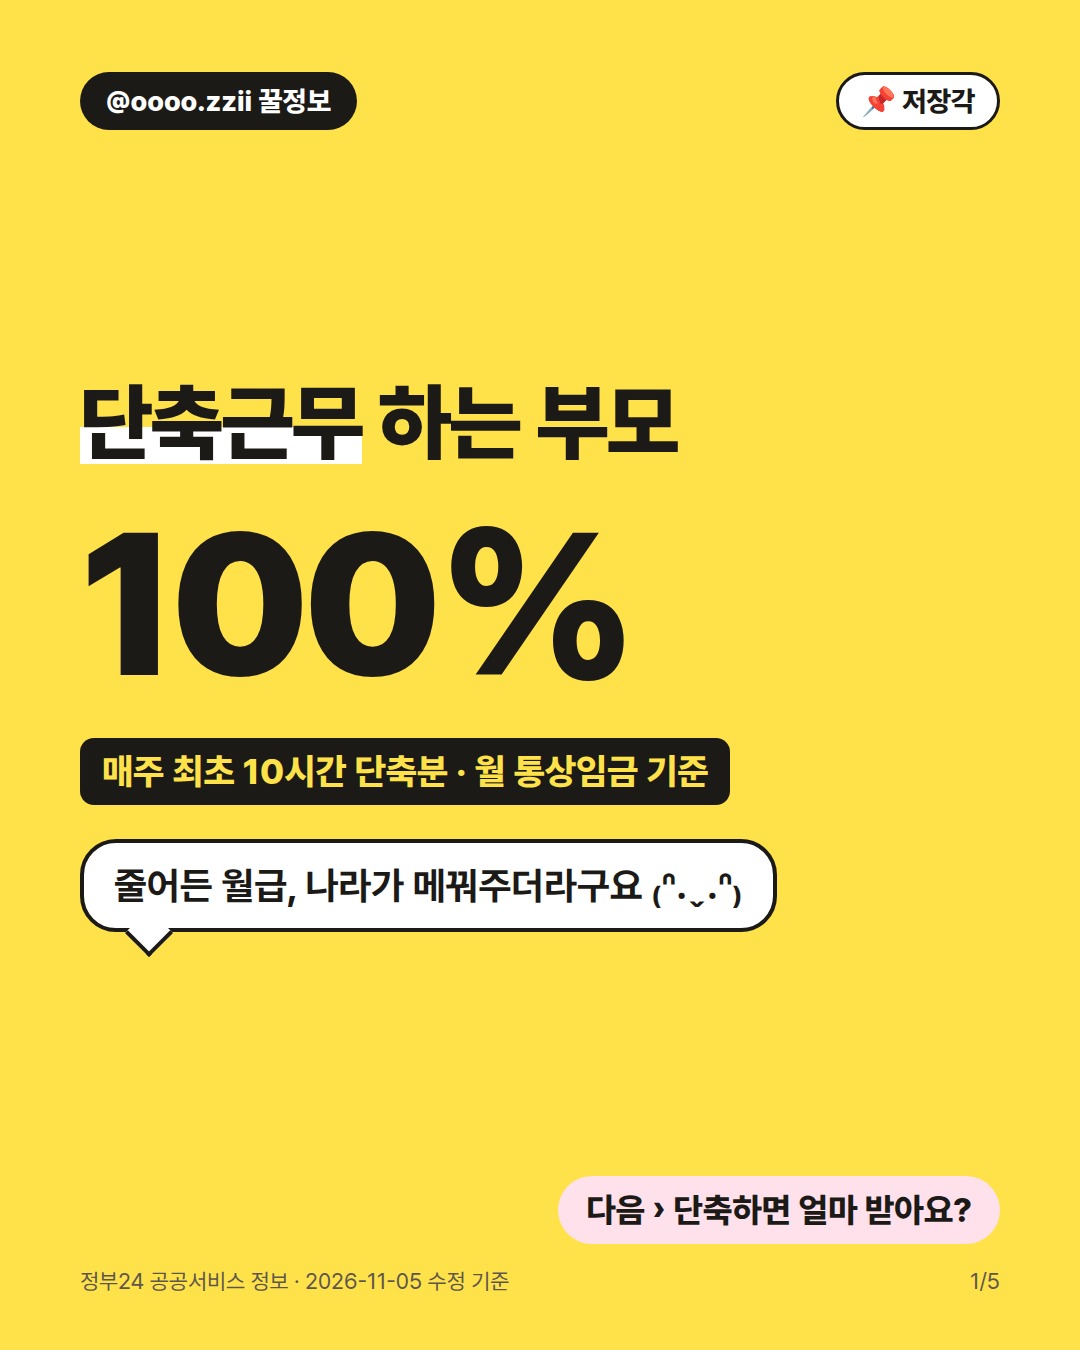 @oooo.zzii 꿀정보
📌 저장각
단축근무 하는 부모
100%
매주 최초 10시간 단축분 · 월 통상임금 기준
줄어든 월급, 나라가 메꿔주더라구요 (ᐢ. ̮.ᐢ)
다음 › 단축하면 얼마 받아요?
정부24 공공서비스 정보 · 2026-11-05 수정 기준
1/5